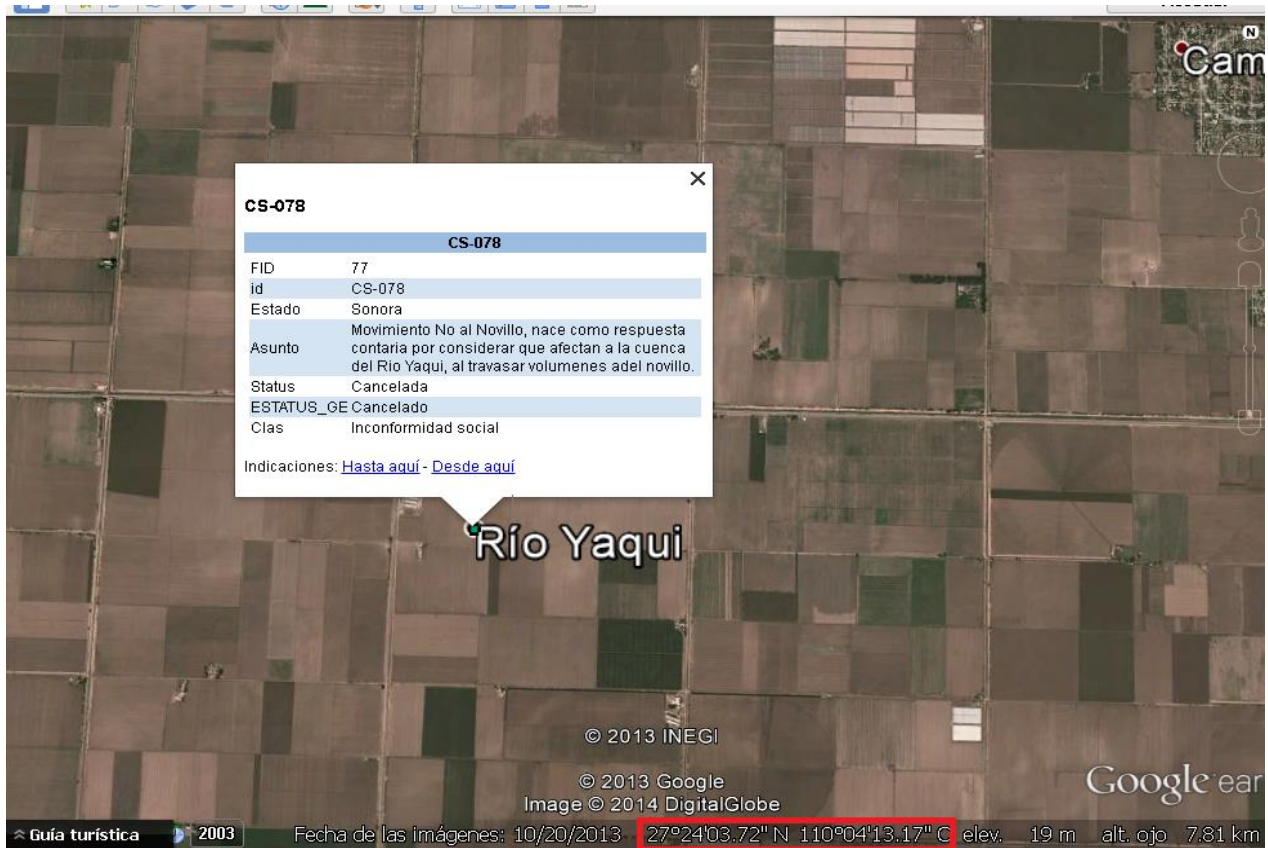 N
Cam
CS-078
CS-078
FID 77
id CS-078
Estado Sonora
Asunto Movimiento No al Novillo, nace como respuesta
contaria por considerar que afectan a la cuenca
del Rio Yaqui, al travasar volumenes adel novillo.
Status Cancelada
ESTATUS_GE Cancelado
Clas Inconformidad social
Indicaciones: Hasta aquí - Desde aquí
Río Yaqui
© 2013 INEGI
© 2013 Google
Image © 2014 DigitalGlobe
Google ear
Guía turística 2003 Fecha de las imágenes: 10/20/2013 27°24'03.72" N 110°04'13.17" O elev. 19 m alt. ojo 7.81 km